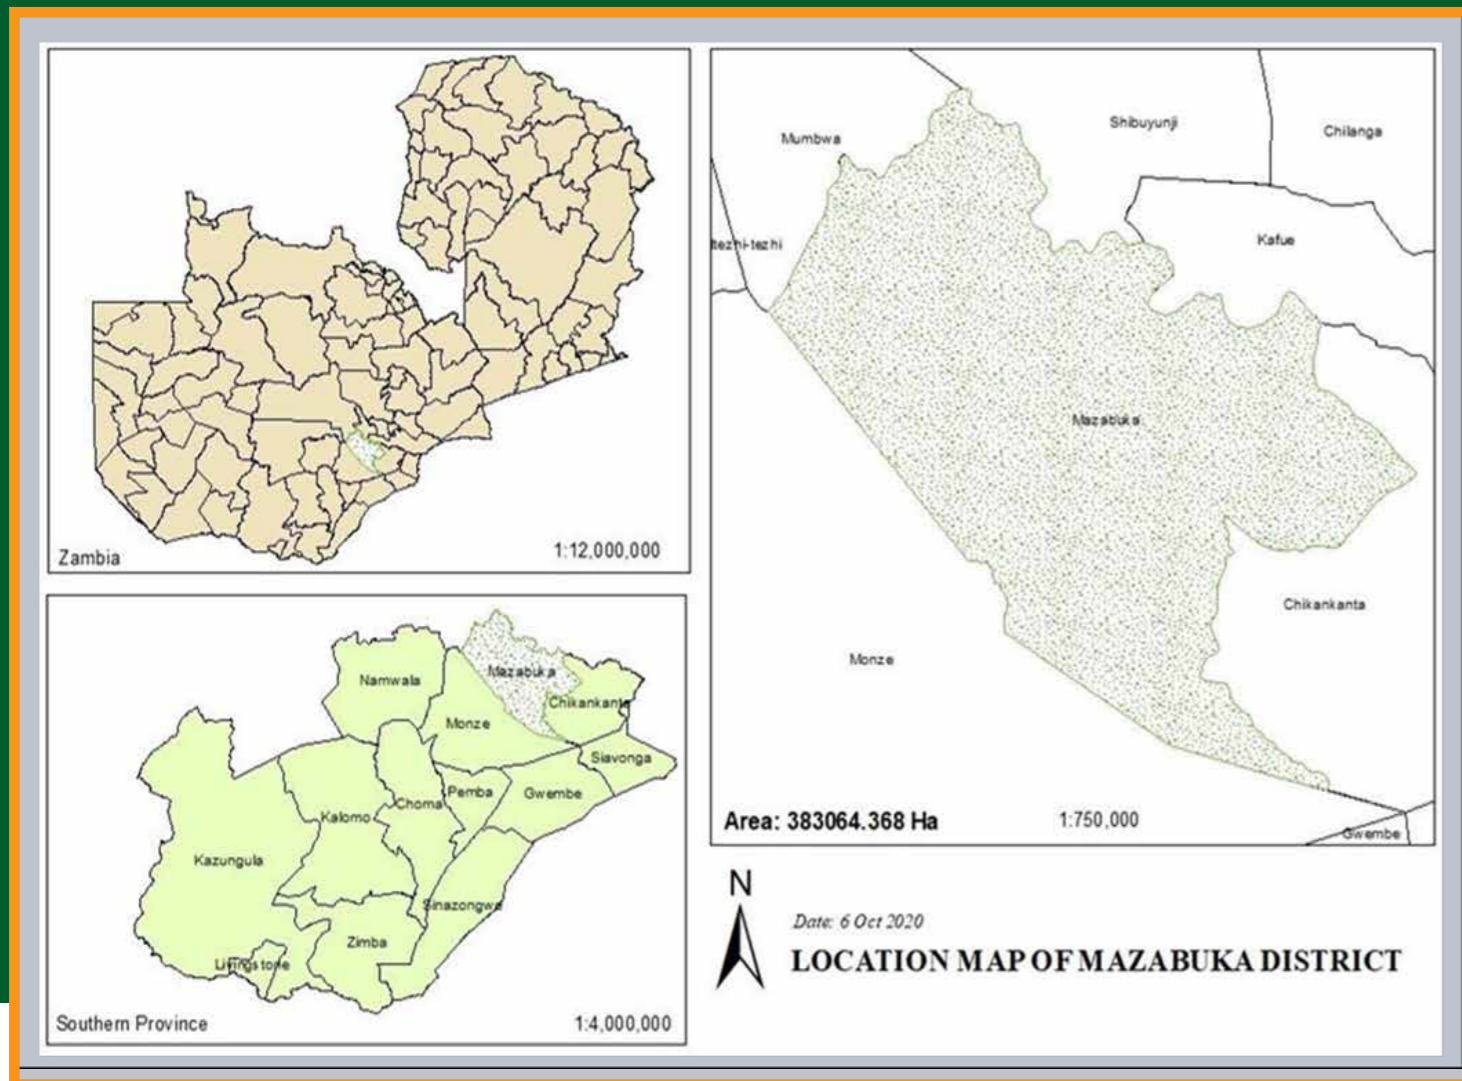 Zambia
1:12,000,000
Mumbwa
Shibuyunji
Chilanga
tezhi-tezhi
Kafue
Mazabuka
Chikankanta
Monze
Area: 383064.368 Ha
1:750,000
Gwembe
Mazabuka
Namwala
Chikankanta
Monze
Siavonga
Pemba
Gwembe
Choma
Kalomo
Kazungula
Sinazongwe
Zimba
Livingstone
Southern Province
1:4,000,000
N
Date: 6 Oct 2020
LOCATION MAP OF MAZABUKA DISTRICT